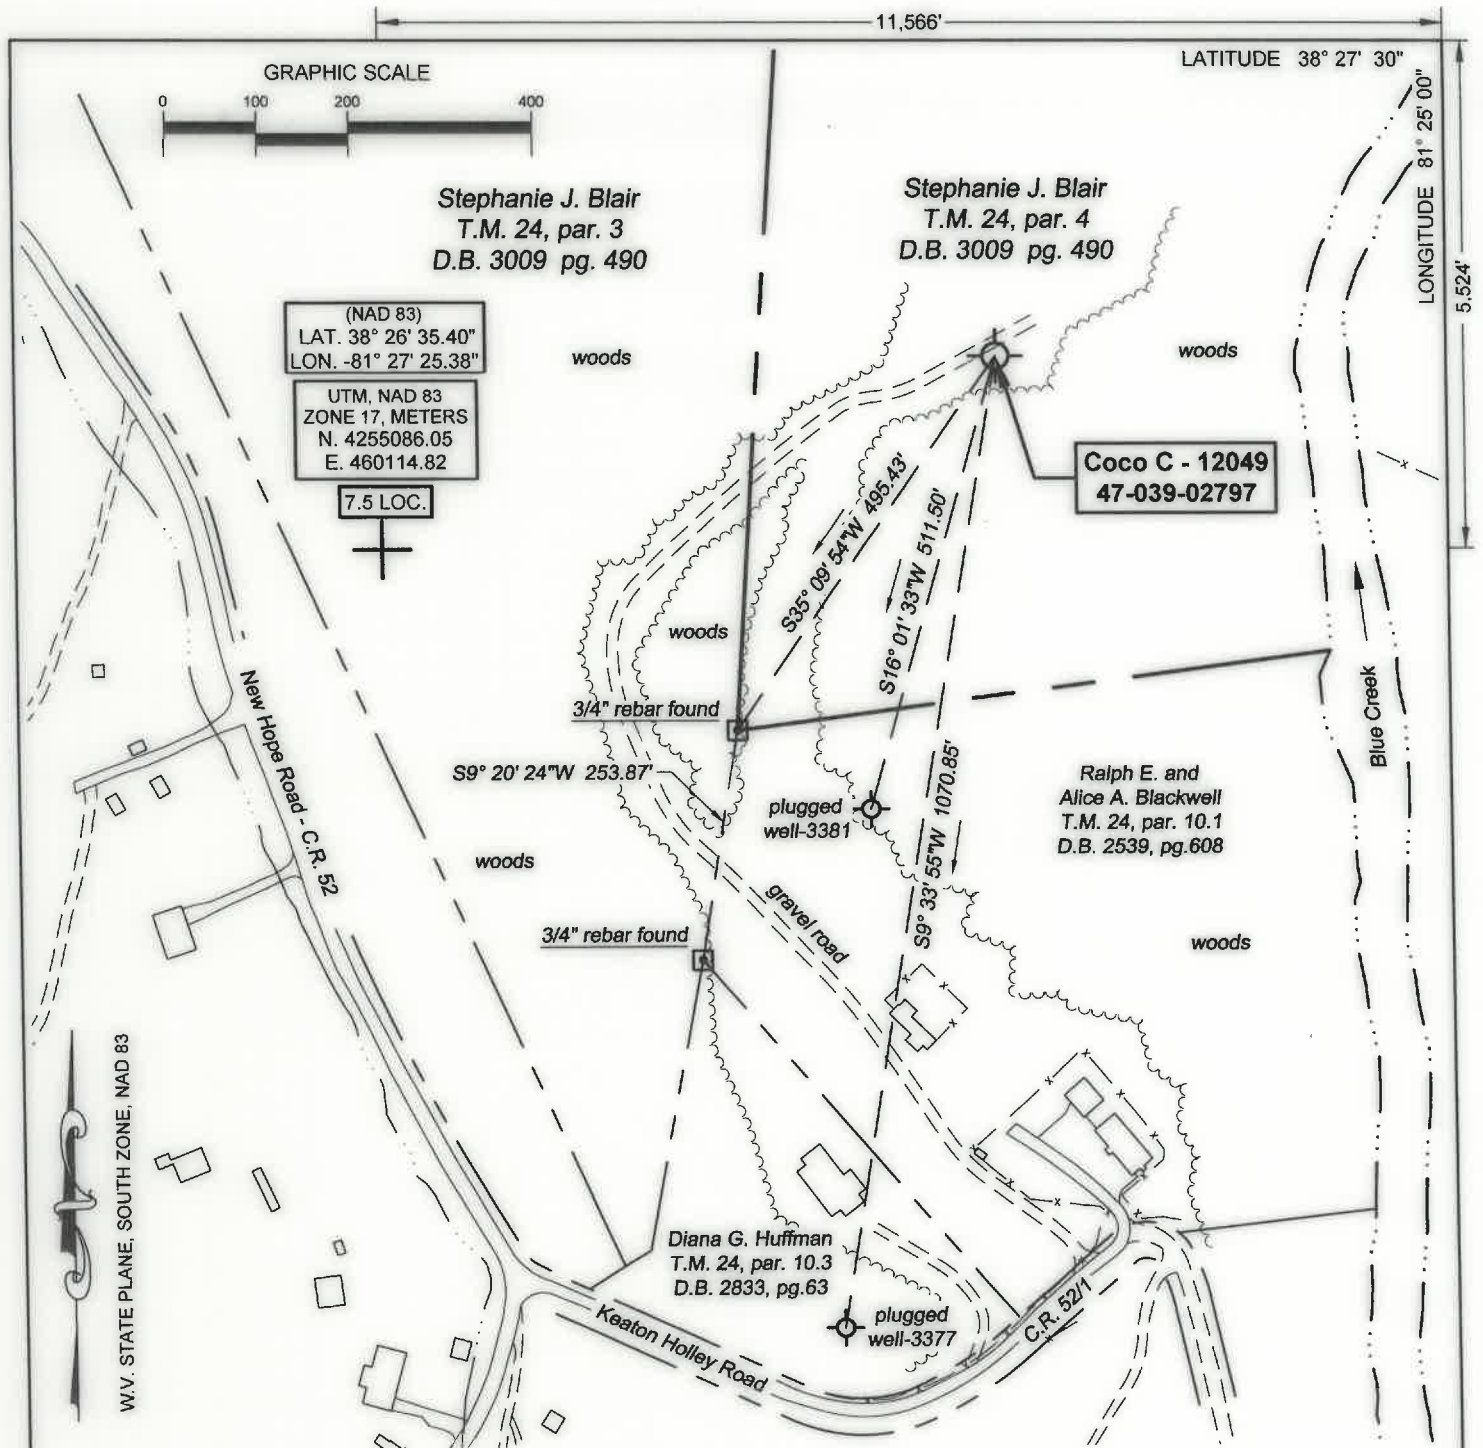 11,566'
LATITUDE 38° 27' 30"
GRAPHIC SCALE
0 100 200 400
LONGITUDE 81° 25' 00"
5,524'
Stephanie J. Blair
T.M. 24, par. 3
D.B. 3009 pg. 490
Stephanie J. Blair
T.M. 24, par. 4
D.B. 3009 pg. 490
(NAD 83)
LAT. 38° 26' 35.40"
LON. -81° 27' 25.38"
UTM, NAD 83
ZONE 17, METERS
N. 4255086.05
E. 460114.82
7.5 LOC.
woods
woods
Coco C - 12049
47-039-02797
S35° 09' 54"W 495.43'
S16° 01' 33"W 511.50'
S9° 33' 55"W 1070.85'
woods
3/4" rebar found
S9° 20' 24"W 253.87'
New Hope Road - C.R. 52
Blue Creek
plugged
well-3381
Ralph E. and
Alice A. Blackwell
T.M. 24, par. 10.1
D.B. 2539, pg.608
woods
gravel road
3/4" rebar found
woods
W.V. STATE PLANE, SOUTH ZONE, NAD 83
Diana G. Huffman
T.M. 24, par. 10.3
D.B. 2833, pg.63
plugged
well-3377
Keaton Holley Road
C.R. 52/1